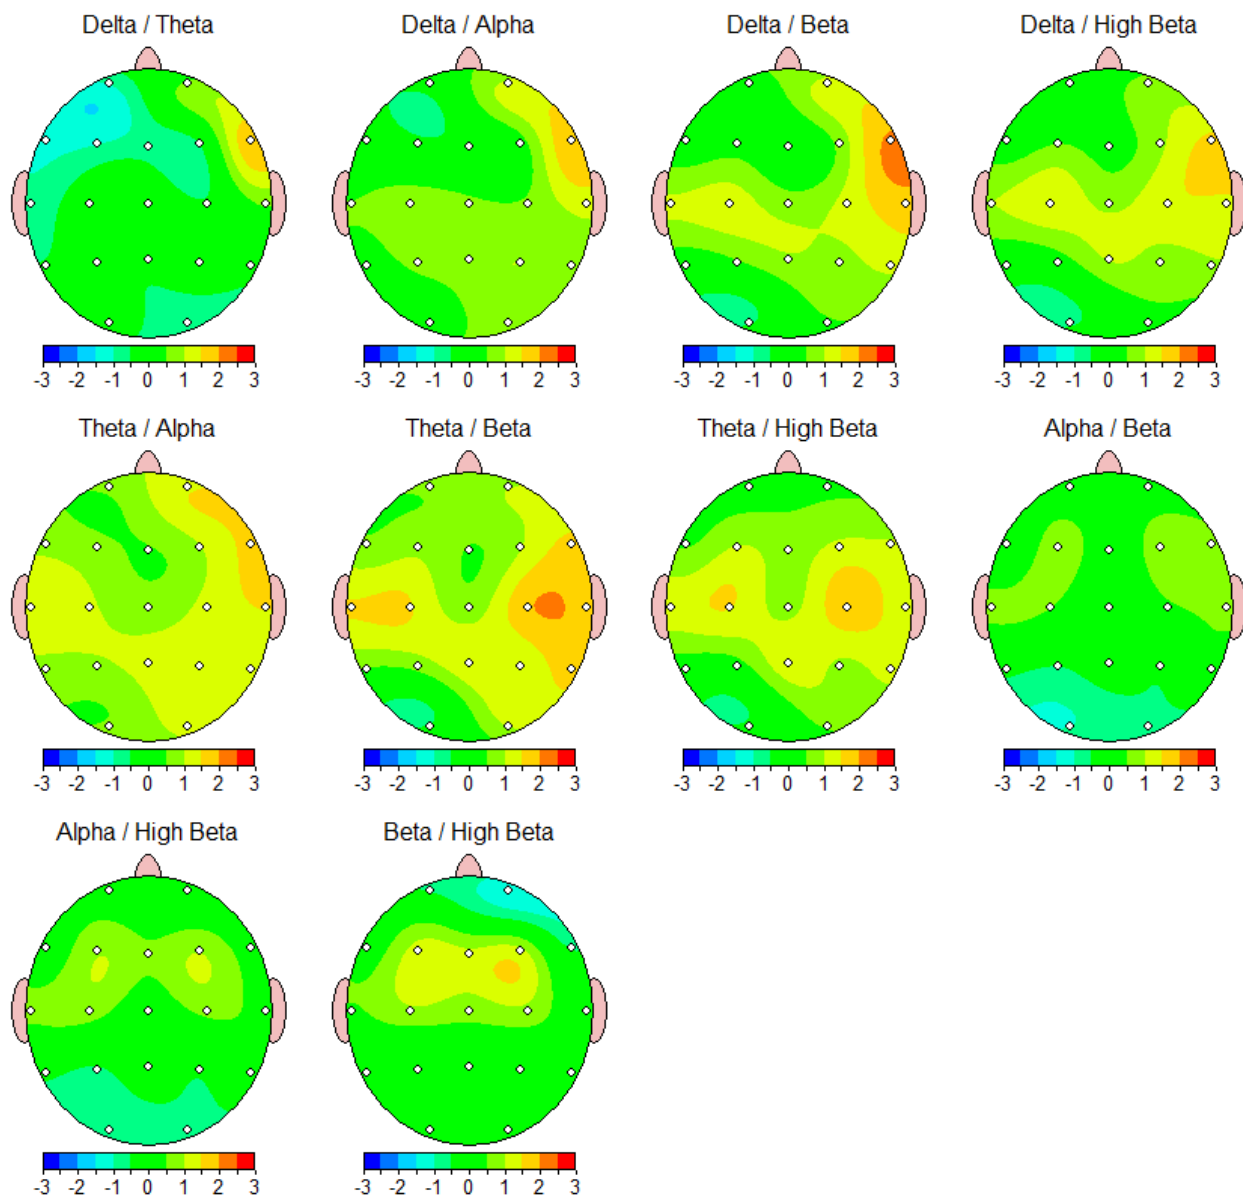 Delta / Theta
Delta / Alpha
Delta / Beta
Delta / High Beta
-3 -2 -1 0 1 2 3
-3 -2 -1 0 1 2 3
-3 -2 -1 0 1 2 3
-3 -2 -1 0 1 2 3
Theta / Alpha
Theta / Beta
Theta / High Beta
Alpha / Beta
-3 -2 -1 0 1 2 3
-3 -2 -1 0 1 2 3
-3 -2 -1 0 1 2 3
-3 -2 -1 0 1 2 3
Alpha / High Beta
Beta / High Beta
-3 -2 -1 0 1 2 3
-3 -2 -1 0 1 2 3